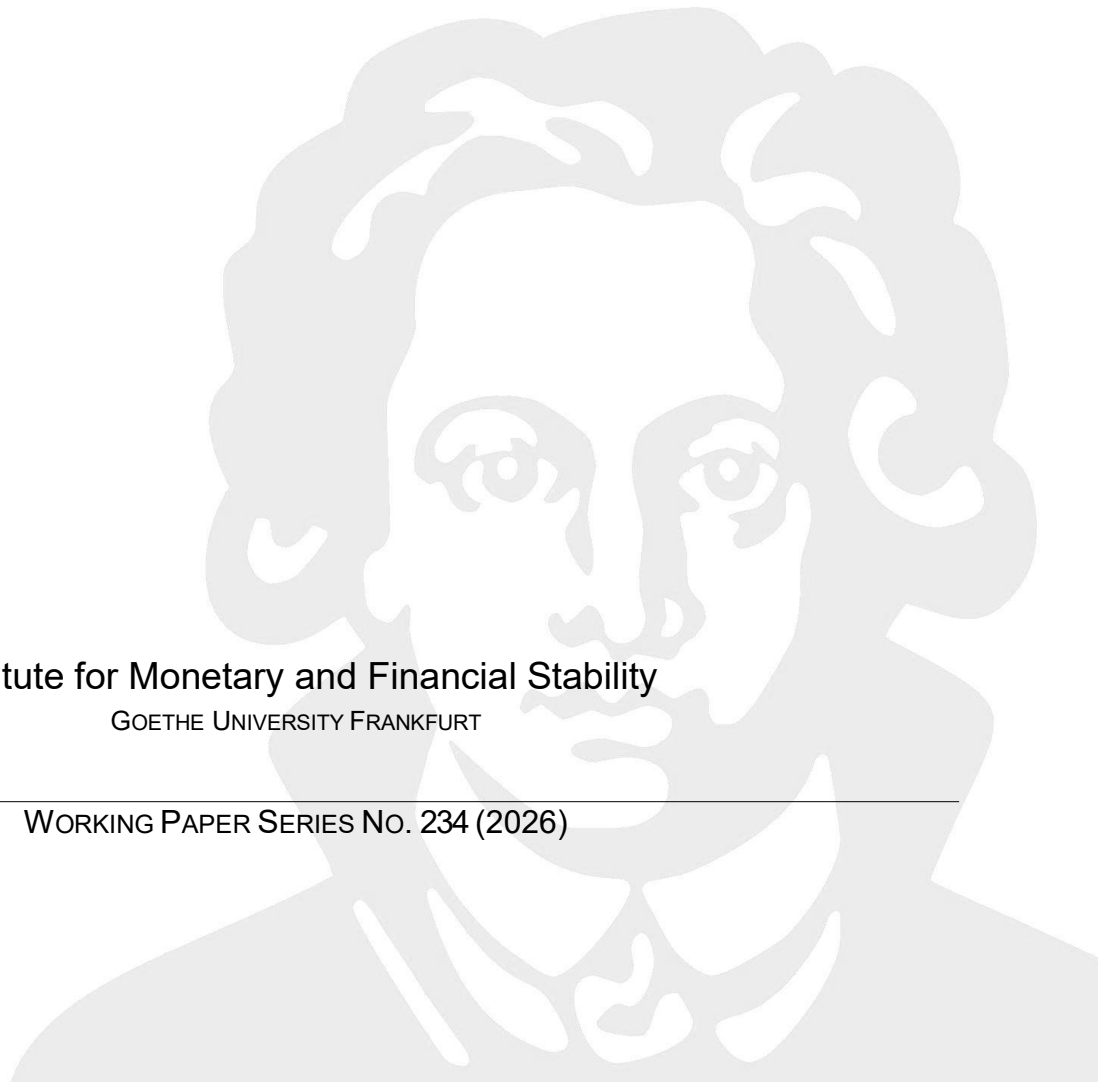 tute for Monetary and Financial Stability
GOETHE UNIVERSITY FRANKFURT
WORKING PAPER SERIES NO. 234 (2026)